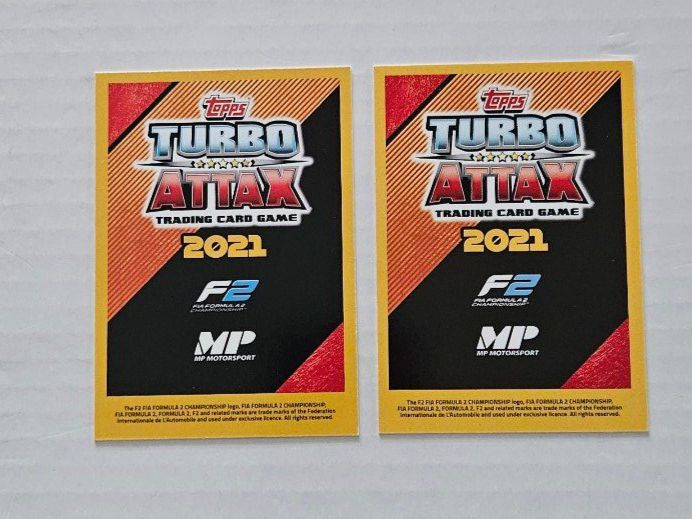 topps
TURBO
ATTAX
TRADING CARD GAME
2021
F2
FIA FORMULA 2
CHAMPIONSHIP™
MP
MP MOTORSPORT
The F2 FIA FORMULA 2 CHAMPIONSHIP logo, FIA FORMULA 2 CHAMPIONSHIP,
FIA FORMULA 2, FORMULA 2, F2 and related marks are trade marks of the Federation
Internationale de L'Automobile and used under exclusive licence. All rights reserved.
topps
TURBO
ATTAX
TRADING CARD GAME
2021
F2
FIA FORMULA 2
CHAMPIONSHIP™
MP
MP MOTORSPORT
The F2 FIA FORMULA 2 CHAMPIONSHIP logo, FIA FORMULA 2 CHAMPIONSHIP,
FIA FORMULA 2, FORMULA 2, F2 and related marks are trade marks of the Federation
Internationale de L'Automobile and used under exclusive licence. All rights reserved.